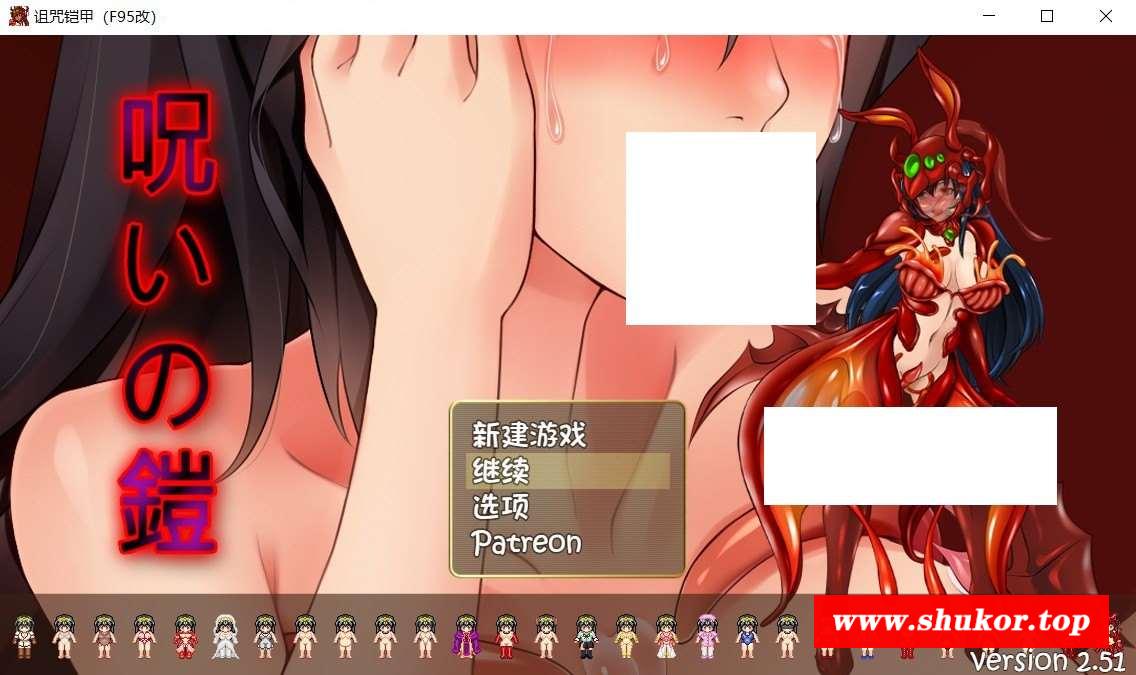 诅咒铠甲（F95改）
呪いの鎧
新建游戏
继续
选项
Patreon
www.shukor.top
Version 2.51